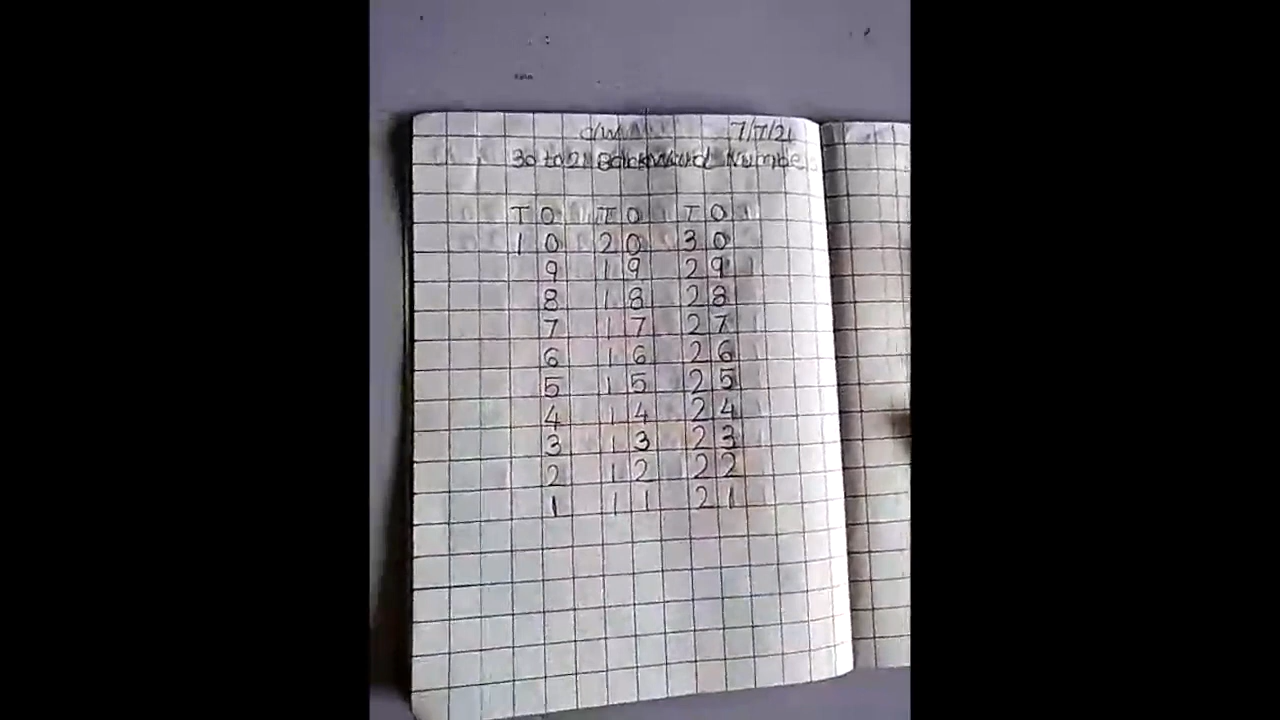 C/W 7/7/21
30 to 21 Backward Numbers
T O T O T O
1 0 2 0 3 0
9 1 9 2 9
8 1 8 2 8
7 1 7 2 7
6 1 6 2 6
5 1 5 2 5
4 1 4 2 4
3 1 3 2 3
2 1 2 2 2
1 1 1 2 1